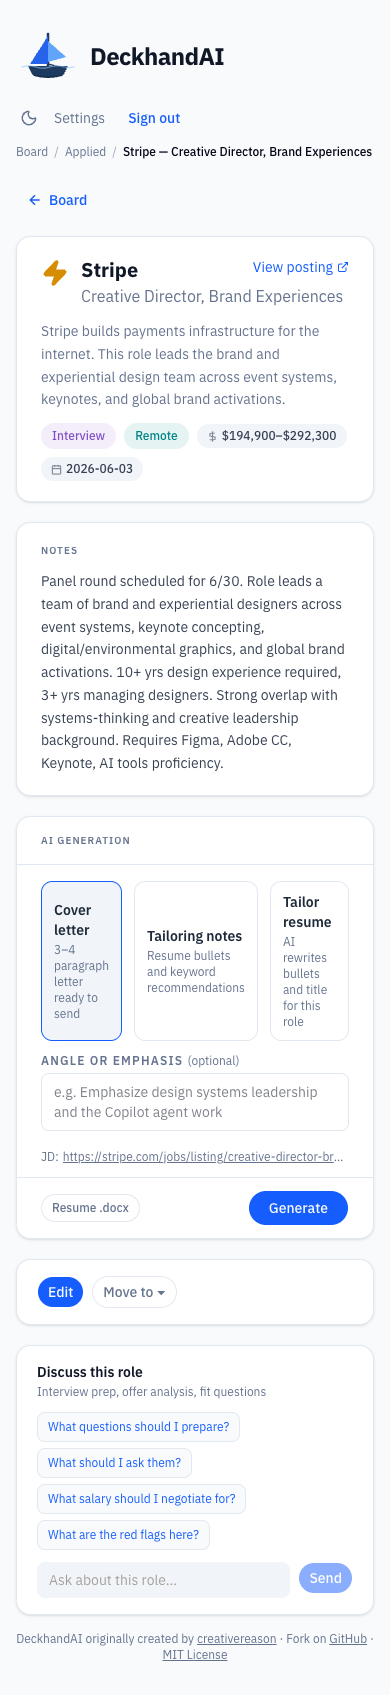 DeckhandAI
Settings Sign out
Board / Applied / Stripe — Creative Director, Brand Experiences
Board
Stripe
View posting
Creative Director, Brand Experiences
Stripe builds payments infrastructure for the
internet. This role leads the brand and
experiential design team across event systems,
keynotes, and global brand activations.
Interview Remote $ $194,900–$292,300
2026-06-03
NOTES
Panel round scheduled for 6/30. Role leads a
team of brand and experiential designers across
event systems, keynote concepting,
digital/environmental graphics, and global brand
activations. 10+ yrs design experience required,
3+ yrs managing designers. Strong overlap with
systems-thinking and creative leadership
background. Requires Figma, Adobe CC,
Keynote, AI tools proficiency.
AI GENERATION
Cover
letter
3–4
paragraph
letter
ready to
send
Tailoring notes
Resume bullets
and keyword
recommendations
Tailor
resume
AI
rewrites
bullets
and title
for this
role
ANGLE OR EMPHASIS (optional)
e.g. Emphasize design systems leadership
and the Copilot agent work
JD: https://stripe.com/jobs/listing/creative-director-br...
Resume .docx
Generate
Edit Move to
Discuss this role
Interview prep, offer analysis, fit questions
What questions should I prepare?
What should I ask them?
What salary should I negotiate for?
What are the red flags here?
Ask about this role...
Send
DeckhandAI originally created by creativereason · Fork on GitHub ·
MIT License